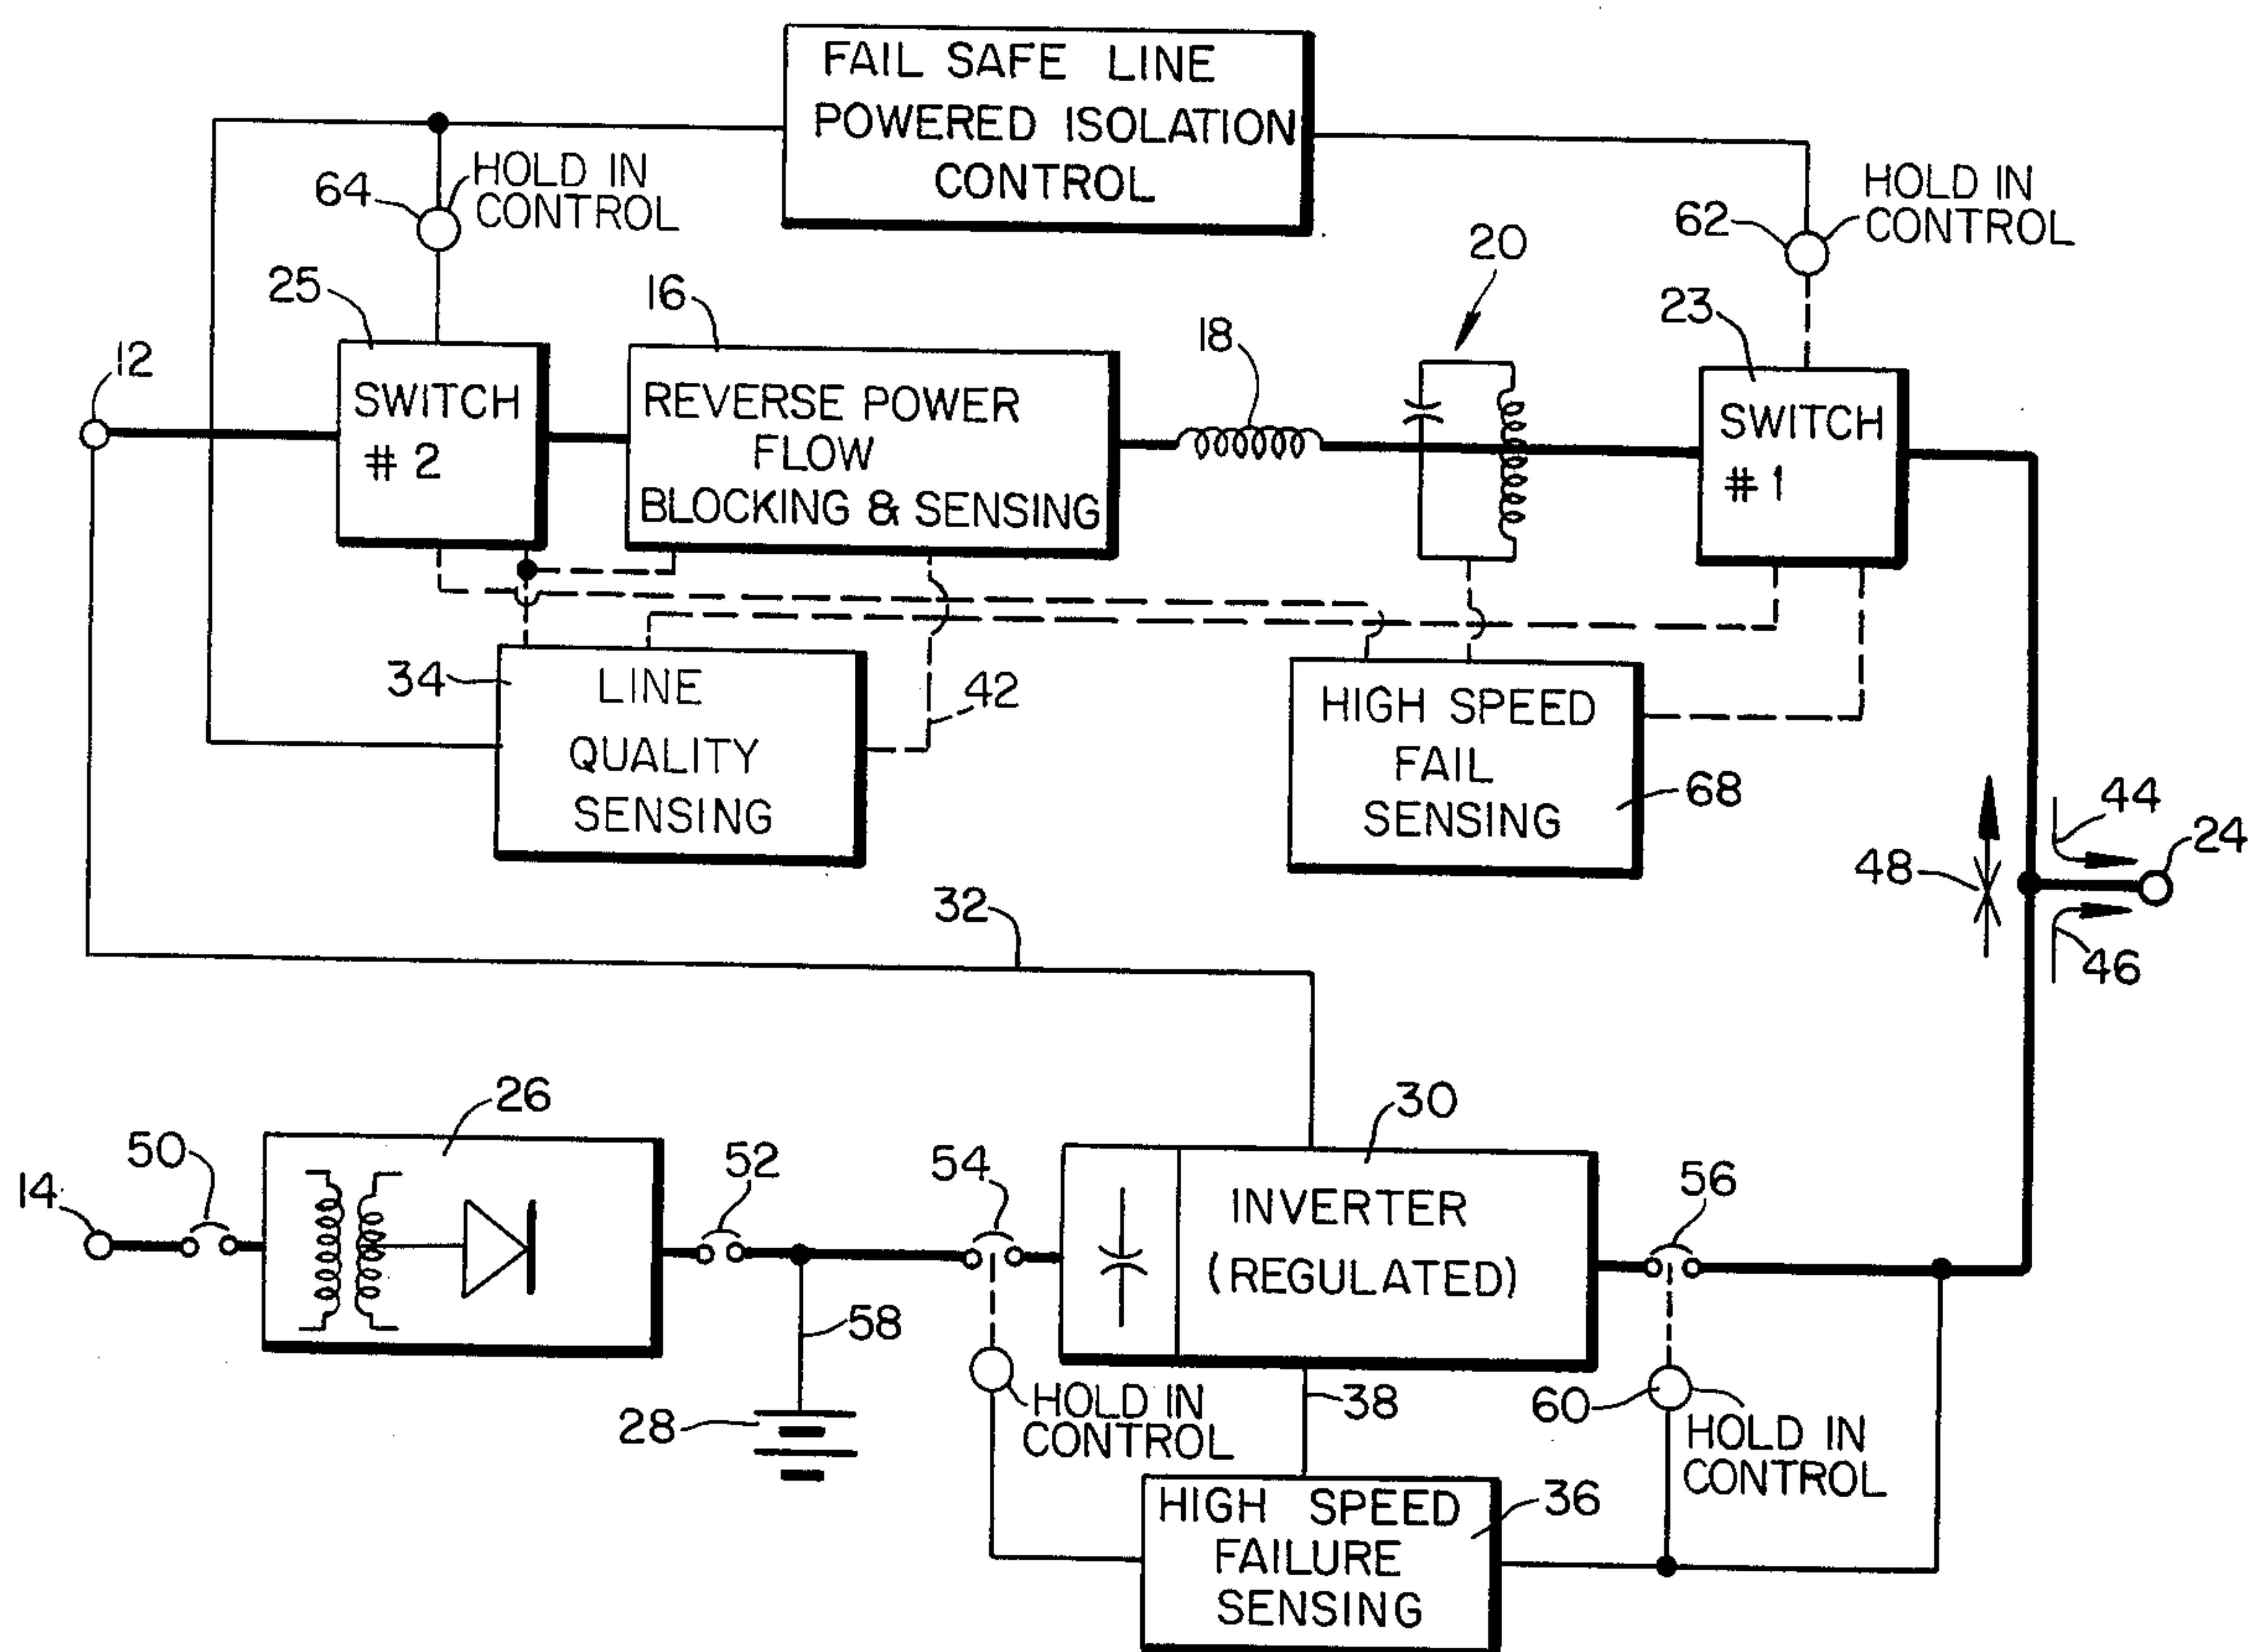 FAIL SAFE LINE
POWERED ISOLATION
CONTROL
64
HOLD IN
CONTROL
62
HOLD IN
CONTROL
20
25
16
18
23
12
SWITCH
# 2
REVERSE POWER
FLOW
BLOCKING & SENSING
SWITCH
# 1
34
LINE
QUALITY
SENSING
42
HIGH SPEED
FAIL
SENSING
68
44
24
48
46
32
26
30
50
52
54
56
14
INVERTER
(REGULATED)
58
28
HOLD IN
CONTROL
38
60
HOLD IN
CONTROL
HIGH SPEED
FAILURE
SENSING
36